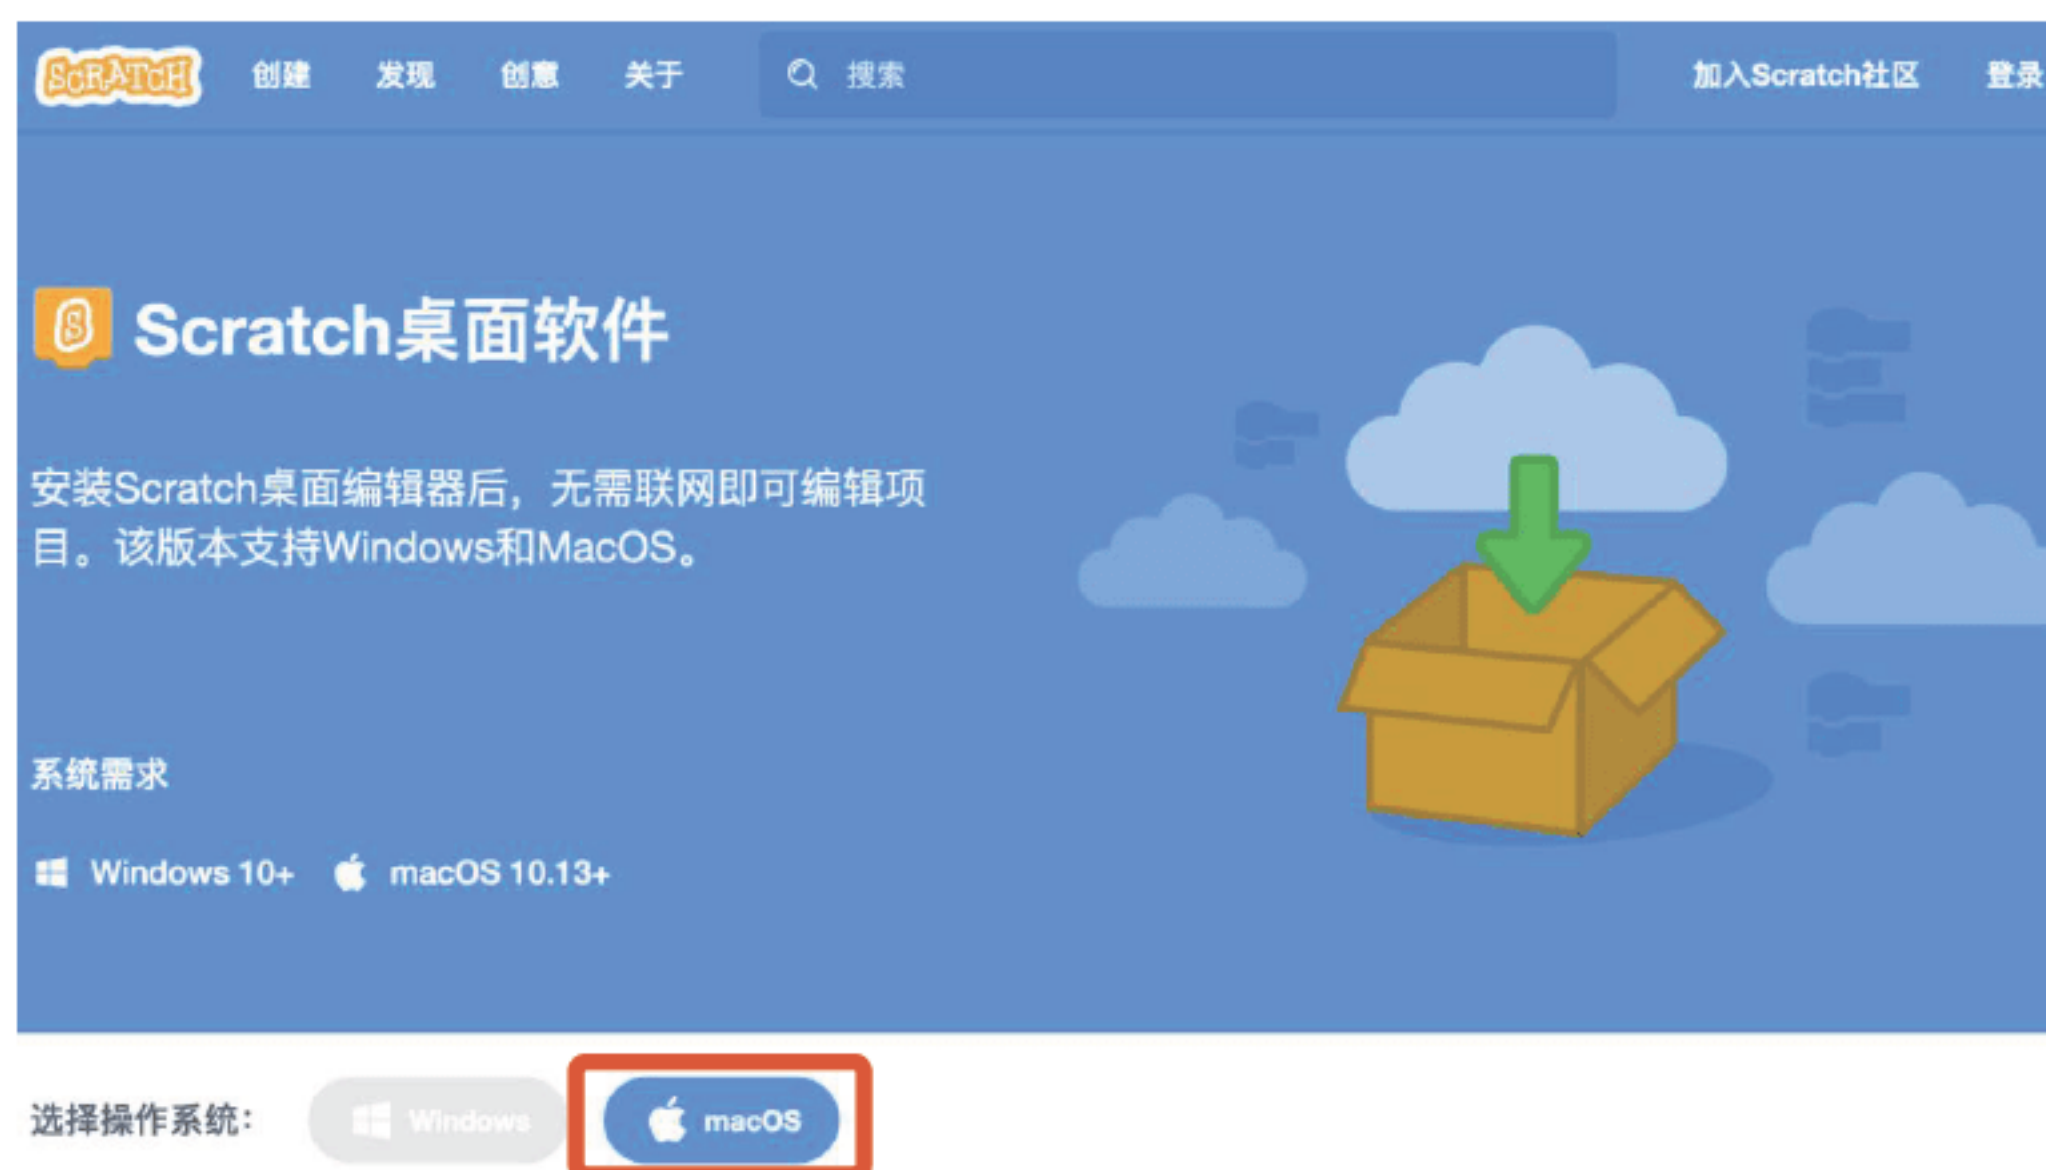 SCRATCH 创建 发现 创意 关于 搜索 加入Scratch社区 登录
Scratch桌面软件
安装Scratch桌面编辑器后，无需联网即可编辑项
目。该版本支持Windows和MacOS。
系统需求
Windows 10+ macOS 10.13+
选择操作系统： Windows macOS